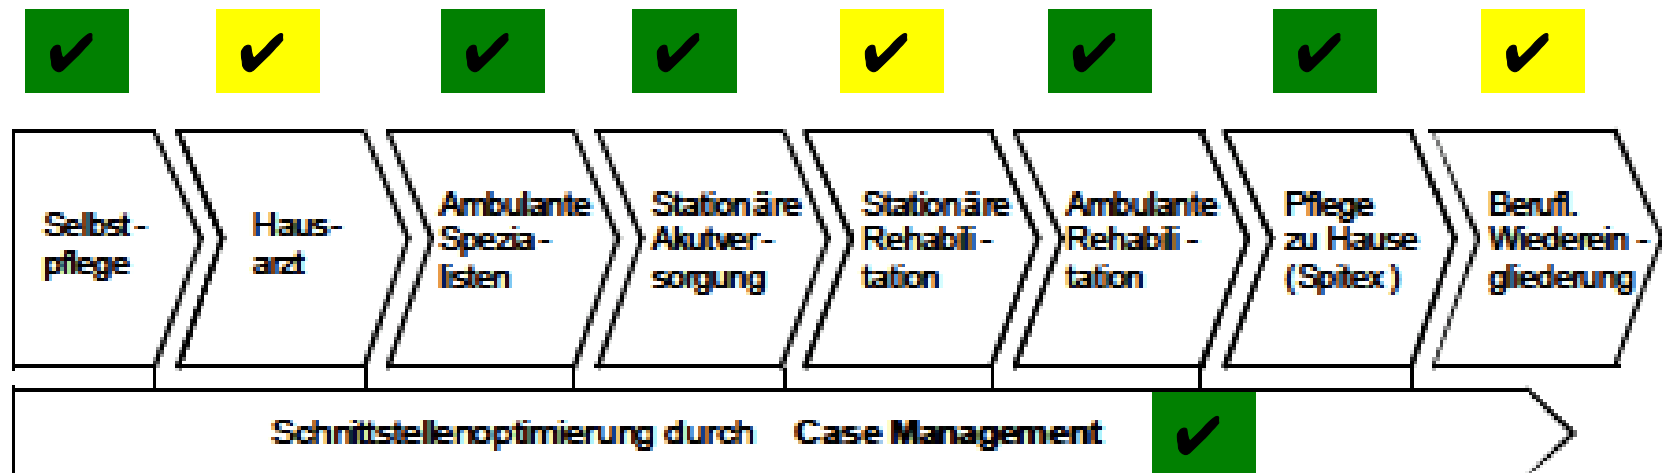 ✔ ✔ ✔ ✔ ✔ ✔ ✔ ✔
Selbst-
pflege
Haus-
arzt
Ambulante
Spezia-
listen
Stationäre
Akutver-
sorgung
Stationäre
Rehabili-
tation
Ambulante
Rehabili-
tation
Pflege
zu Hause
(Spitex)
Berufl.
Wiederein-
gliederung
Schnittstellenoptimierung durch Case Management ✔